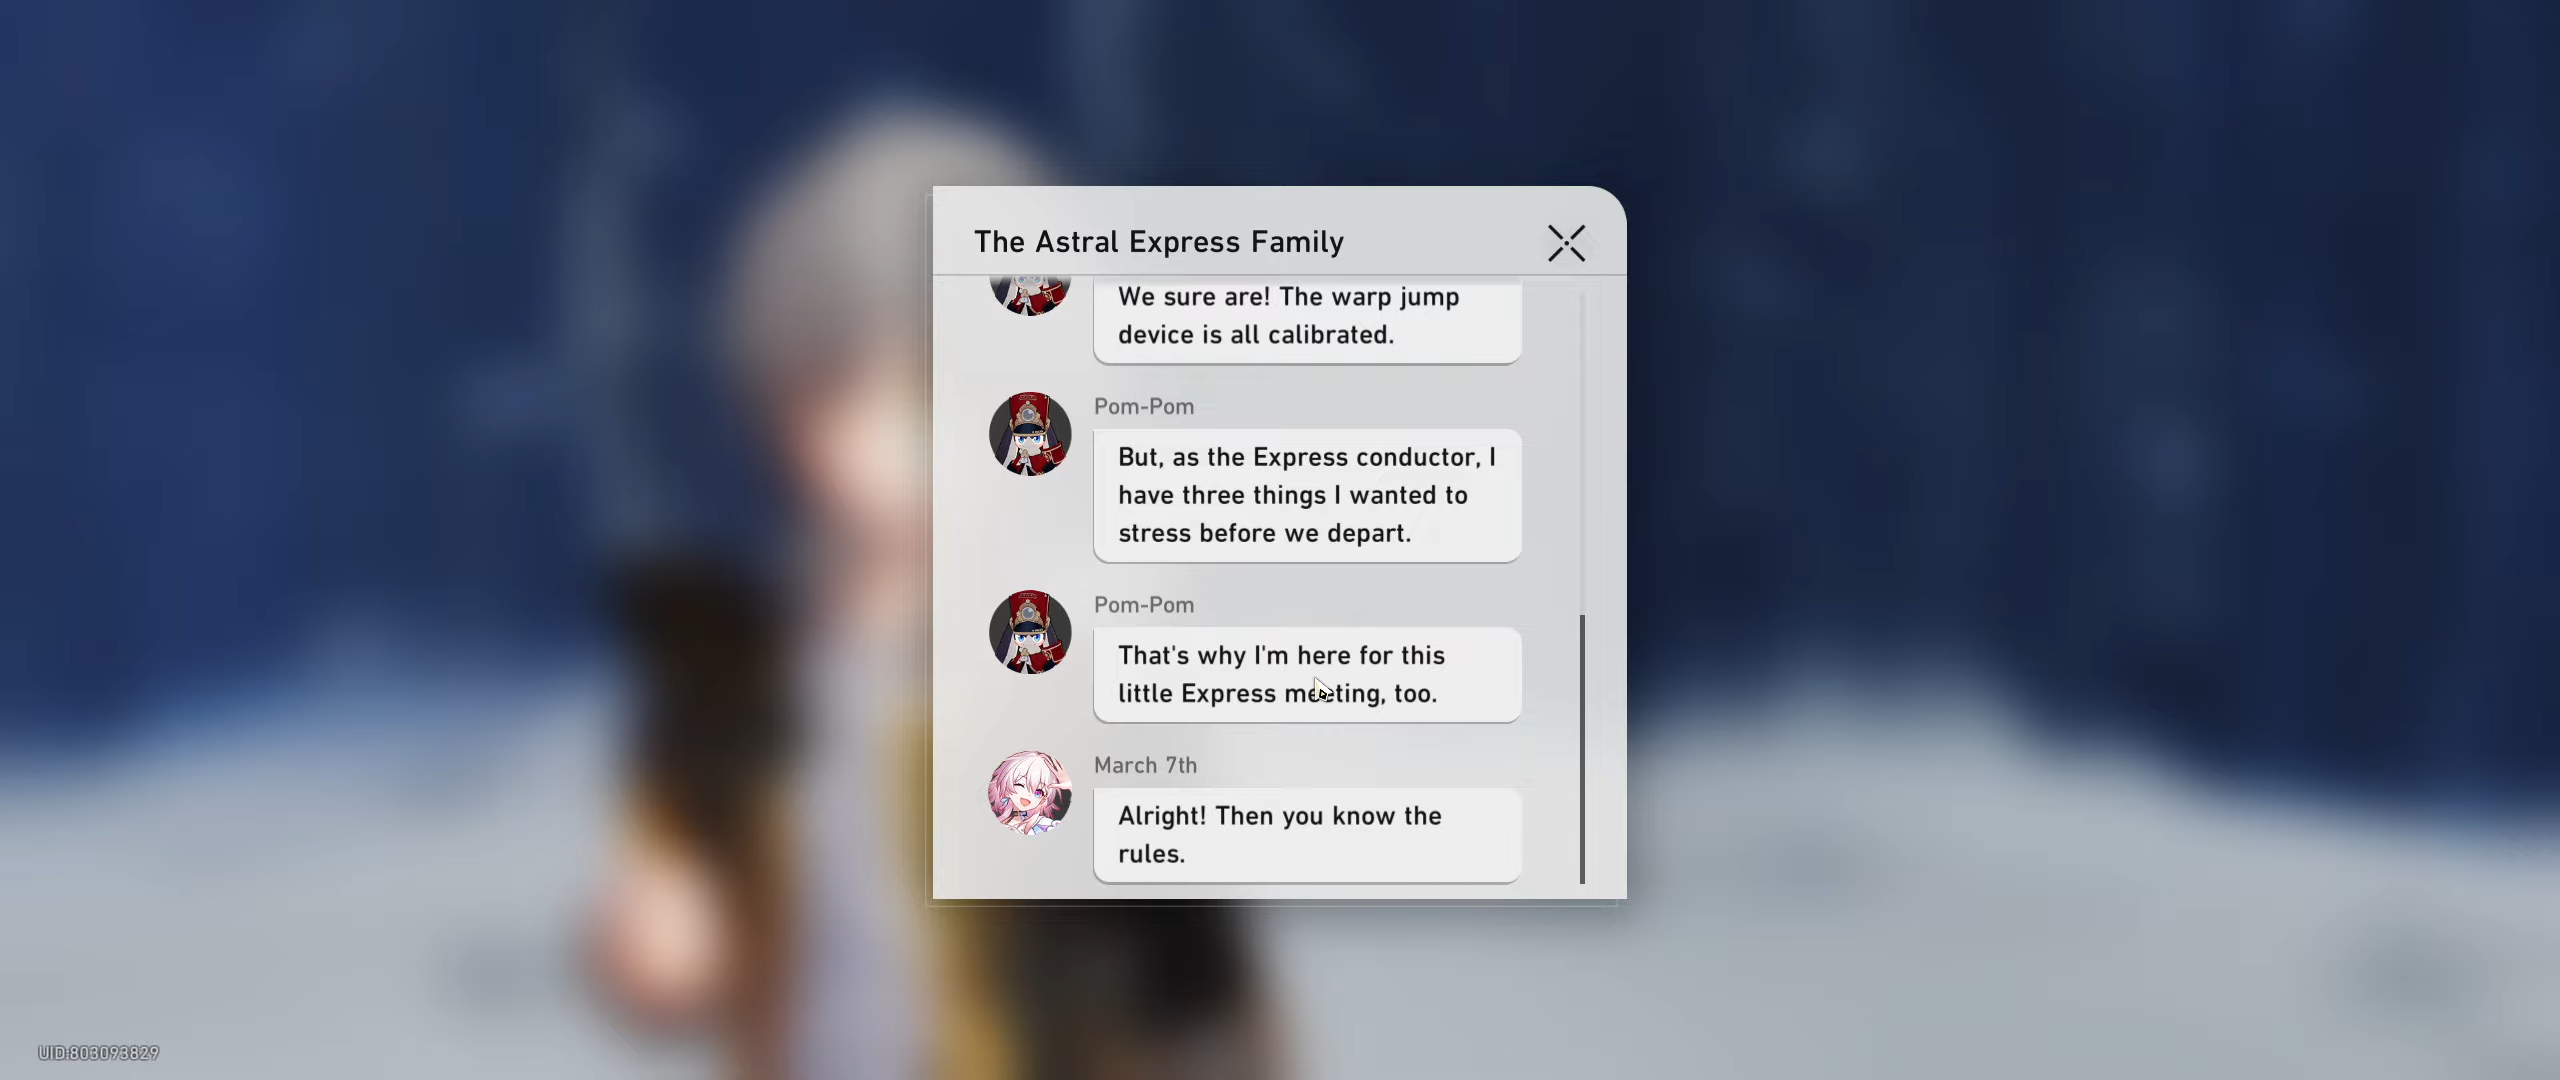 The Astral Express Family
We sure are! The warp jump
device is all calibrated.
Pom-Pom
But, as the Express conductor, I
have three things I wanted to
stress before we depart.
Pom-Pom
That's why I'm here for this
little Express meeting, too.
March 7th
Alright! Then you know the
rules.
UID:803093829